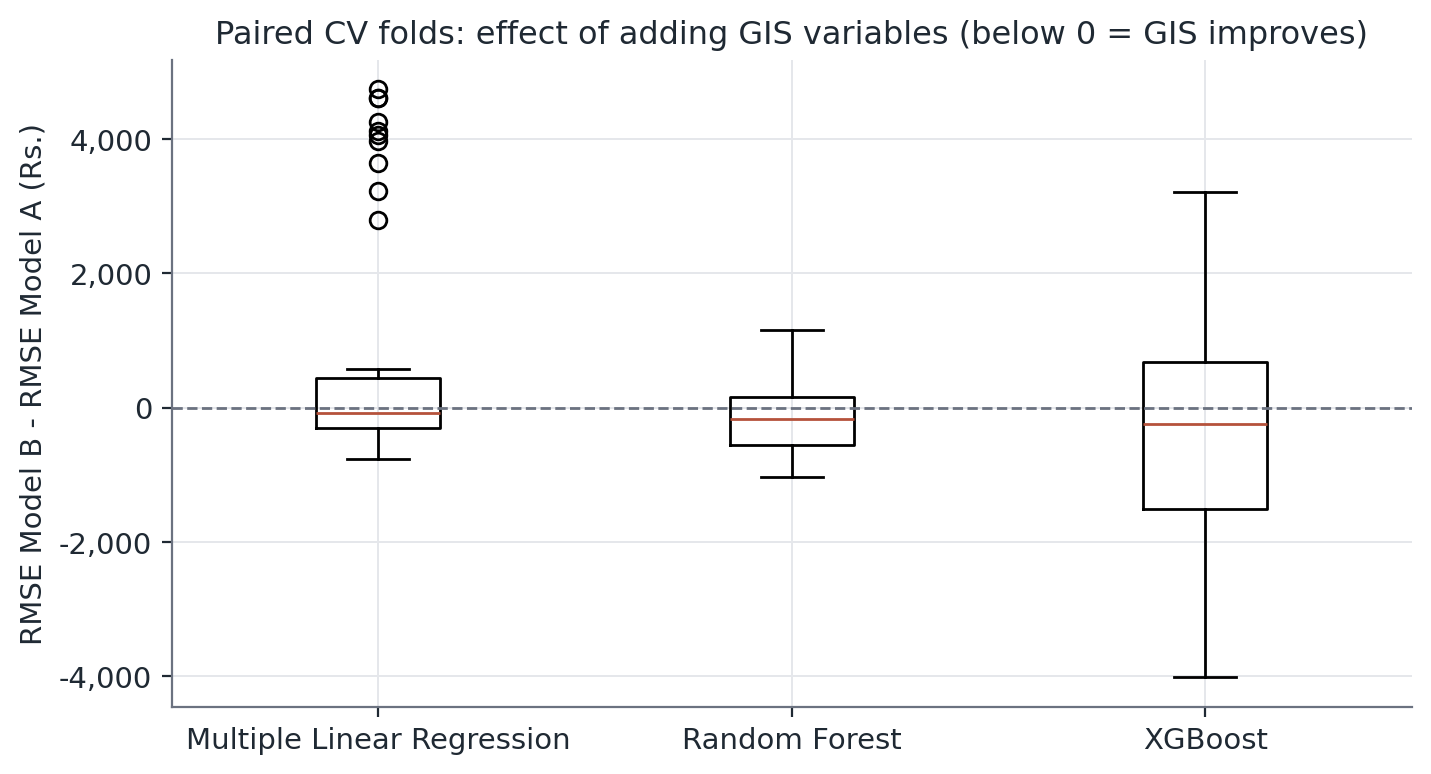 Paired CV folds: effect of adding GIS variables (below 0 = GIS improves)
RMSE Model B - RMSE Model A (Rs.)
4,000
2,000
0
-2,000
-4,000
Multiple Linear Regression
Random Forest
XGBoost